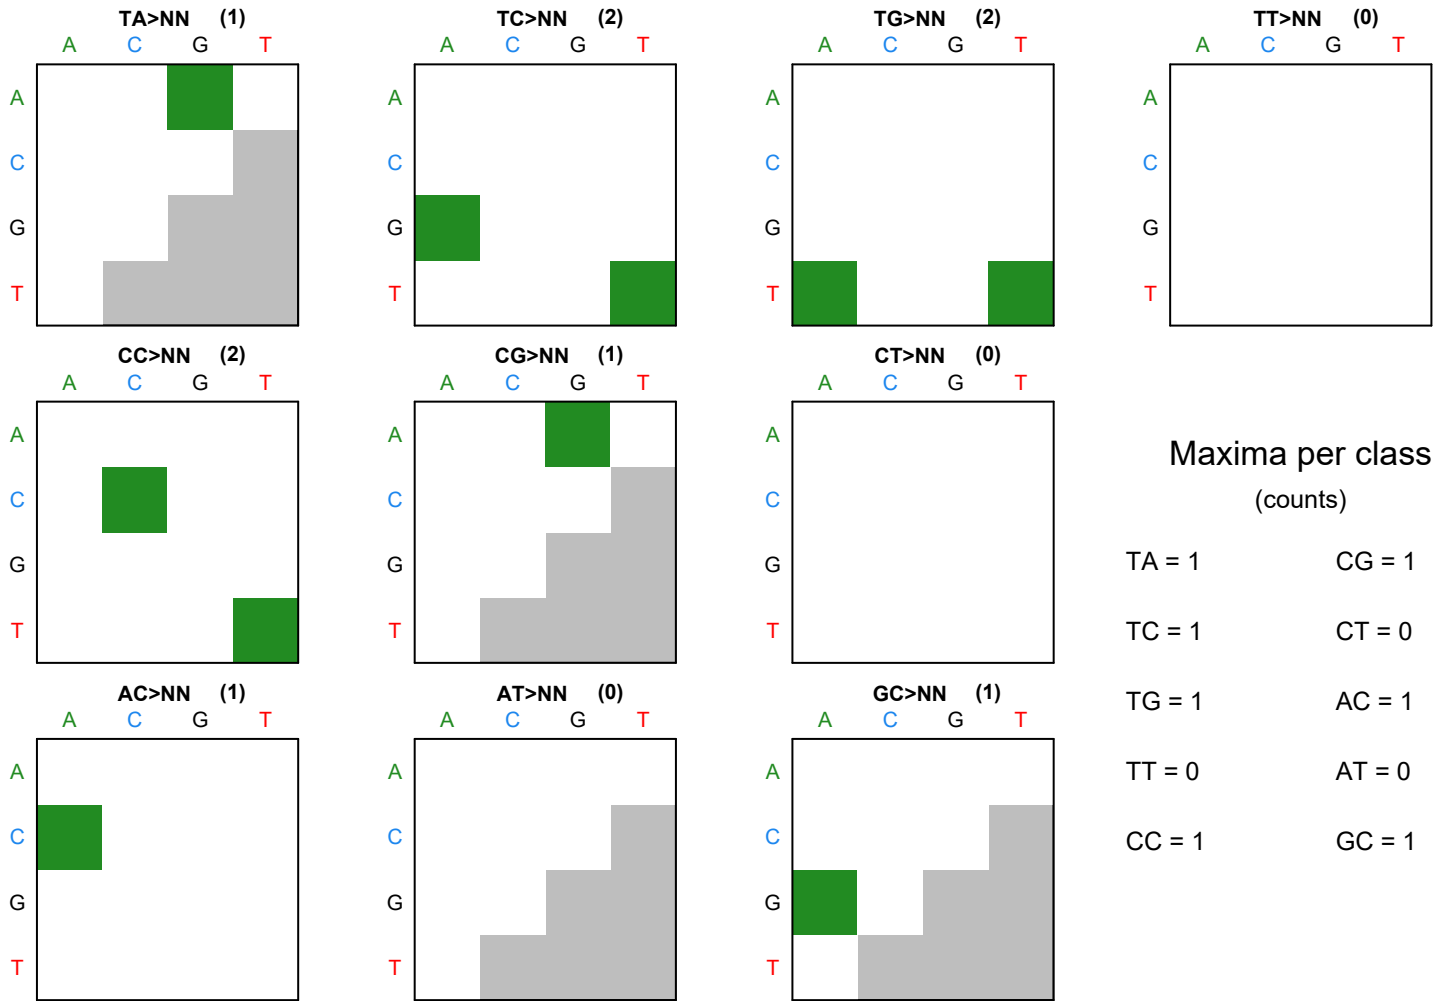 TA>NN (1) TC>NN (2) TG>NN (2) TT>NN (0)
A C G T A C G T A C G T A C G T
A A A A
C C C C
G G G G
T T T T
CC>NN (2) CG>NN (1) CT>NN (0)
A C G T A C G T A C G T
A A A
C C C
G G G
T T T
AC>NN (1) AT>NN (0) GC>NN (1)
A C G T A C G T A C G T
A A A
C C C
G G G
T T T
Maxima per class
(counts)
TA = 1 CG = 1
TC = 1 CT = 0
TG = 1 AC = 1
TT = 0 AT = 0
CC = 1 GC = 1